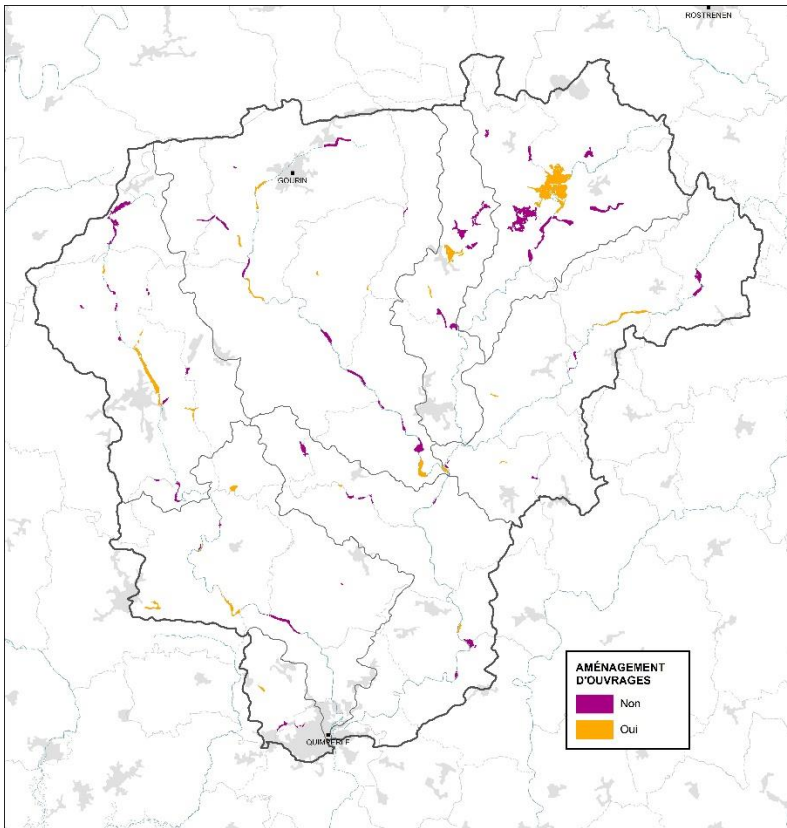 ROSTRENEN
GOURIN
AMÉNAGEMENT
D'OUVRAGES
Non
Oui
QUIMPERLÉ